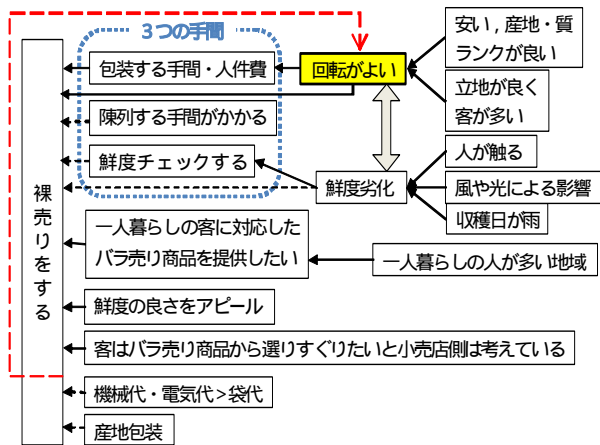 ３つの手間
包装する手間・人件費
回転がよい
安い，産地・質
ランクが良い
立地が良く
客が多い
陳列する手間がかかる
鮮度チェックする
鮮度劣化
人が触る
風や光による影響
収穫日が雨
裸売りをする
一人暮らしの客に対応した
バラ売り商品を提供したい
一人暮らしの人が多い地域
鮮度の良さをアピール
客はバラ売り商品から選りすぐりたいと小売店側は考えている
機械代・電気代＞袋代
産地包装